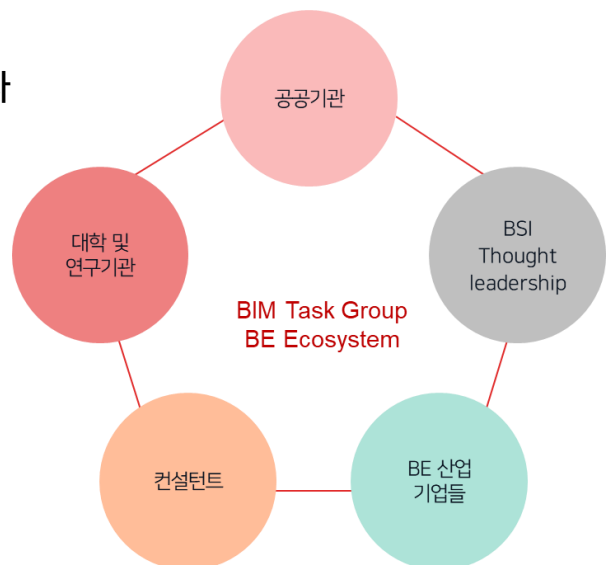 공공기관
BSI
Thought
leadership
대학 및
연구기관
BIM Task Group
BE Ecosystem
컨설턴트
BE 산업
기업들